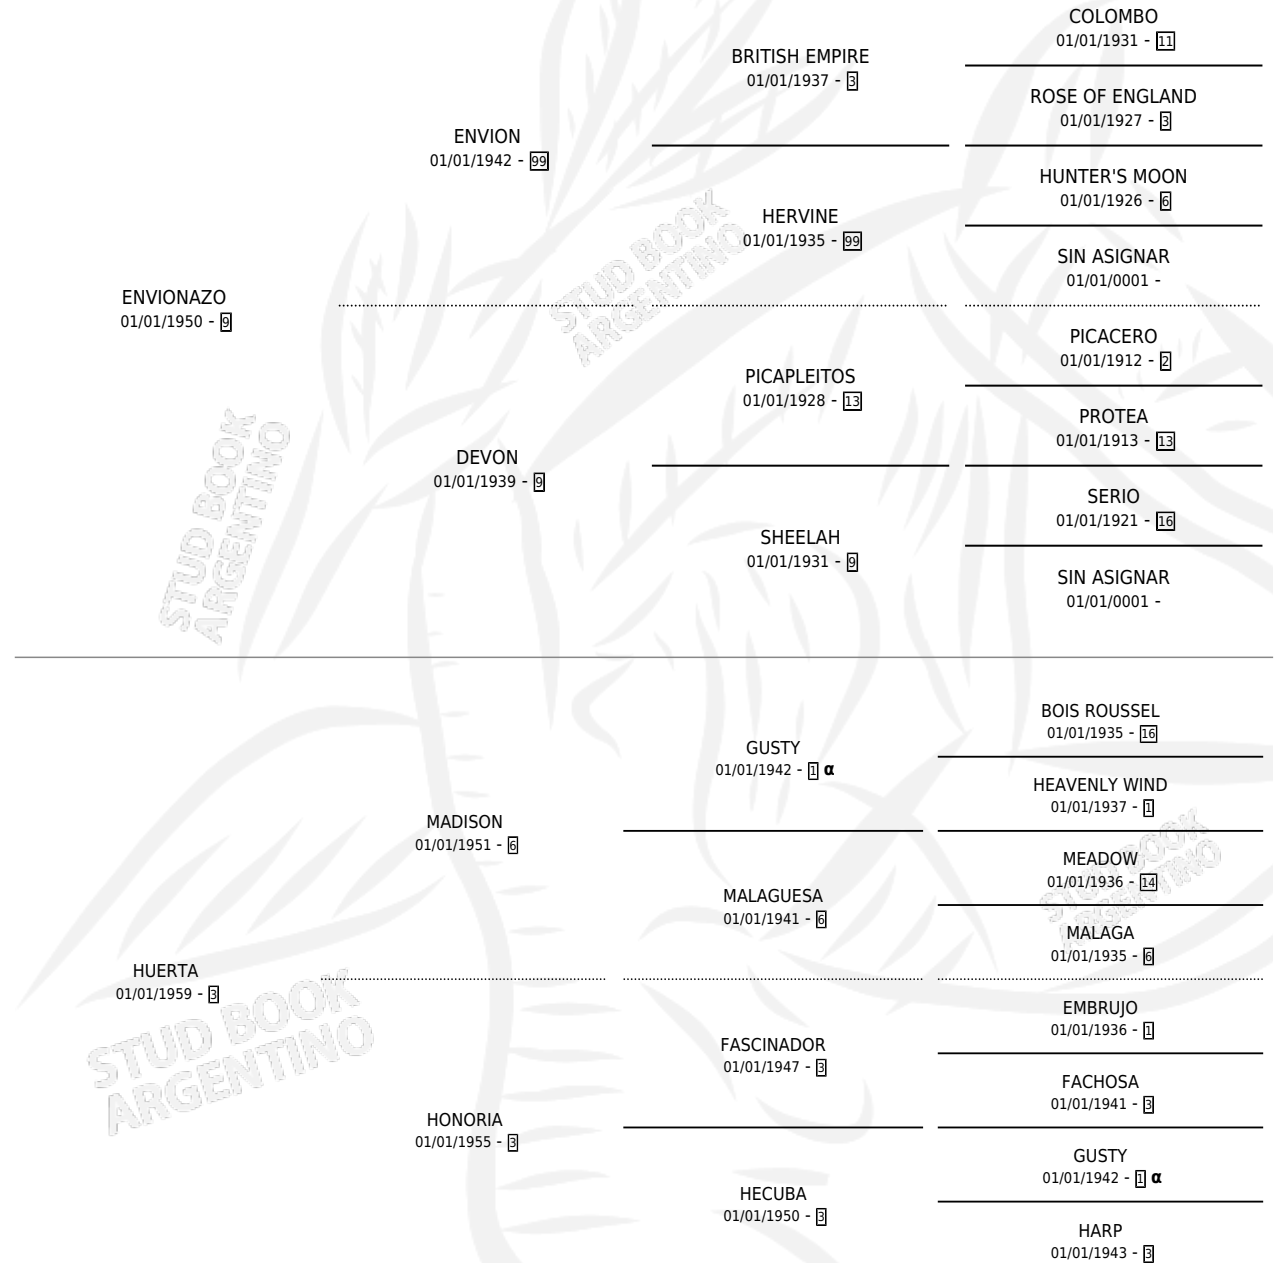 COLOMBO
01/01/1931 - 11
BRITISH EMPIRE
01/01/1937 - 3
ROSE OF ENGLAND
01/01/1927 - 3
ENVION
01/01/1942 - 99
HUNTER'S MOON
01/01/1926 - 6
HERVINE
01/01/1935 - 99
SIN ASIGNAR
01/01/0001 -
ENVIONAZO
01/01/1950 - 9
PICACERO
01/01/1912 - 2
PICAPLEITOS
01/01/1928 - 13
PROTEA
01/01/1913 - 13
DEVON
01/01/1939 - 9
SERIO
01/01/1921 - 16
SHEELAH
01/01/1931 - 9
SIN ASIGNAR
01/01/0001 -
BOIS ROUSSEL
01/01/1935 - 16
GUSTY
01/01/1942 - 1 α
HEAVENLY WIND
01/01/1937 - 1
MADISON
01/01/1951 - 6
MEADOW
01/01/1936 - 14
MALAGUESA
01/01/1941 - 6
MALAGA
01/01/1935 - 6
HUERTA
01/01/1959 - 3
EMBRUJO
01/01/1936 - 1
FASCINADOR
01/01/1947 - 3
FACHOSA
01/01/1941 - 3
HONORIA
01/01/1955 - 3
GUSTY
01/01/1942 - 1 α
HECUBA
01/01/1950 - 3
HARP
01/01/1943 - 3
STUD BOOK
ARGENTINO
STUD BOOK
ARGENTINO
STUD BOOK
ARGENTINO
STUD BOOK
ARGENTINO